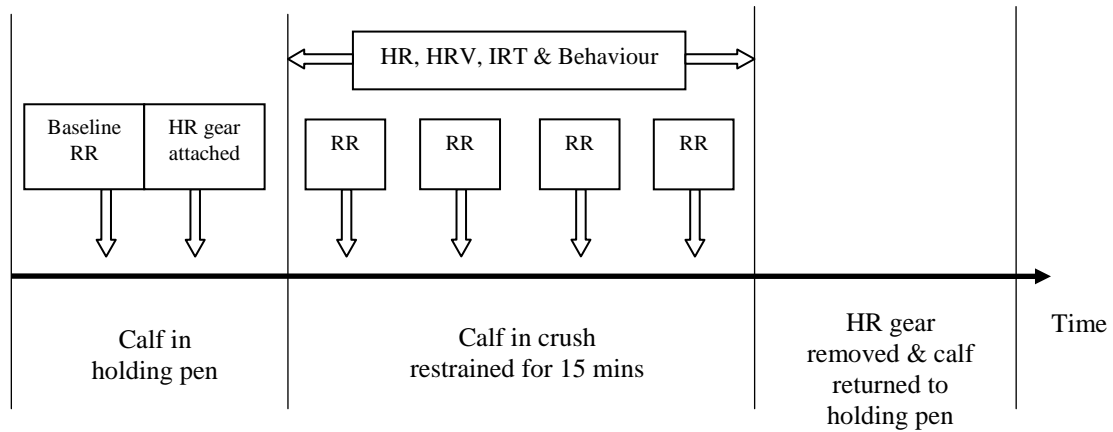 HR, HRV, IRT & Behaviour
Baseline
RR
HR gear
attached
RR
RR
RR
RR
Calf in
holding pen
Calf in crush
restrained for 15 mins
HR gear
removed & calf
returned to
holding pen
Time